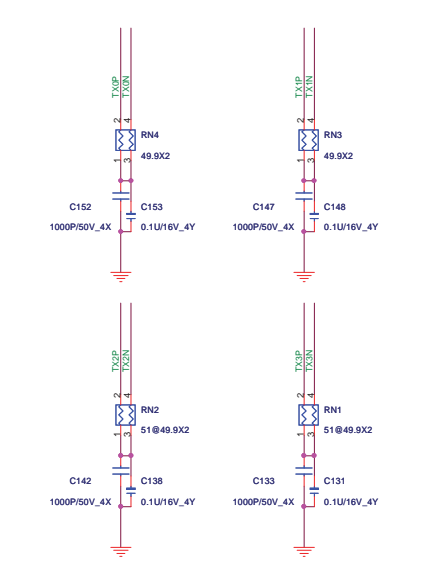 TX0P
TX0N
2
4
RN4
49.9X2
1
3
C152
C153
1000P/50V_4X
0.1U/16V_4Y
TX1P
TX1N
2
4
RN3
49.9X2
1
3
C147
C148
1000P/50V_4X
0.1U/16V_4Y
TX2P
TX2N
2
4
RN2
51@49.9X2
1
3
C142
C138
1000P/50V_4X
0.1U/16V_4Y
TX3P
TX3N
2
4
RN1
51@49.9X2
1
3
C133
C131
1000P/50V_4X
0.1U/16V_4Y